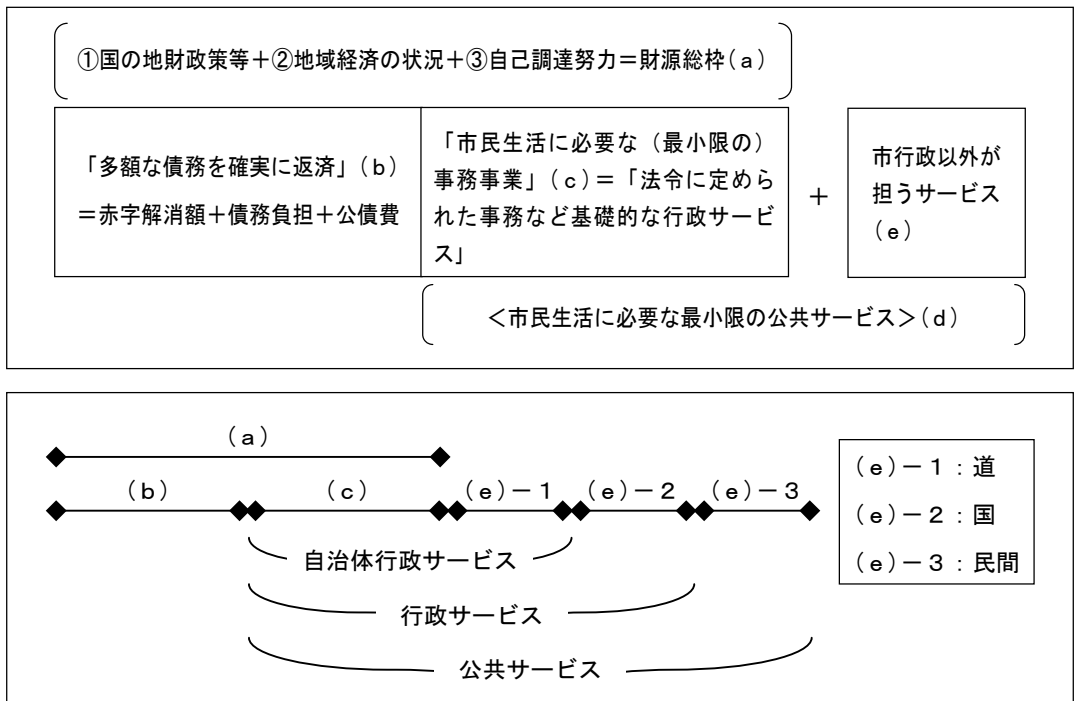 ①国の地財政策等+②地域経済の状況+③自己調達努力=財源総枠(a)
「多額な債務を確実に返済」(b)
=赤字解消額+債務負担+公債費
「市民生活に必要な(最小限の)
事務事業」(c)=「法令に定めら
れた事務など基礎的な行政サービ
ス」
+
市行政以外が
担うサービス
(e)
<市民生活に必要な最小限の公共サービス>(d)
(a)
(b)
(c)
(e)-1
(e)-2
(e)-3
(e)-1:道
(e)-2:国
(e)-3:民間
自治体行政サービス
行政サービス
公共サービス